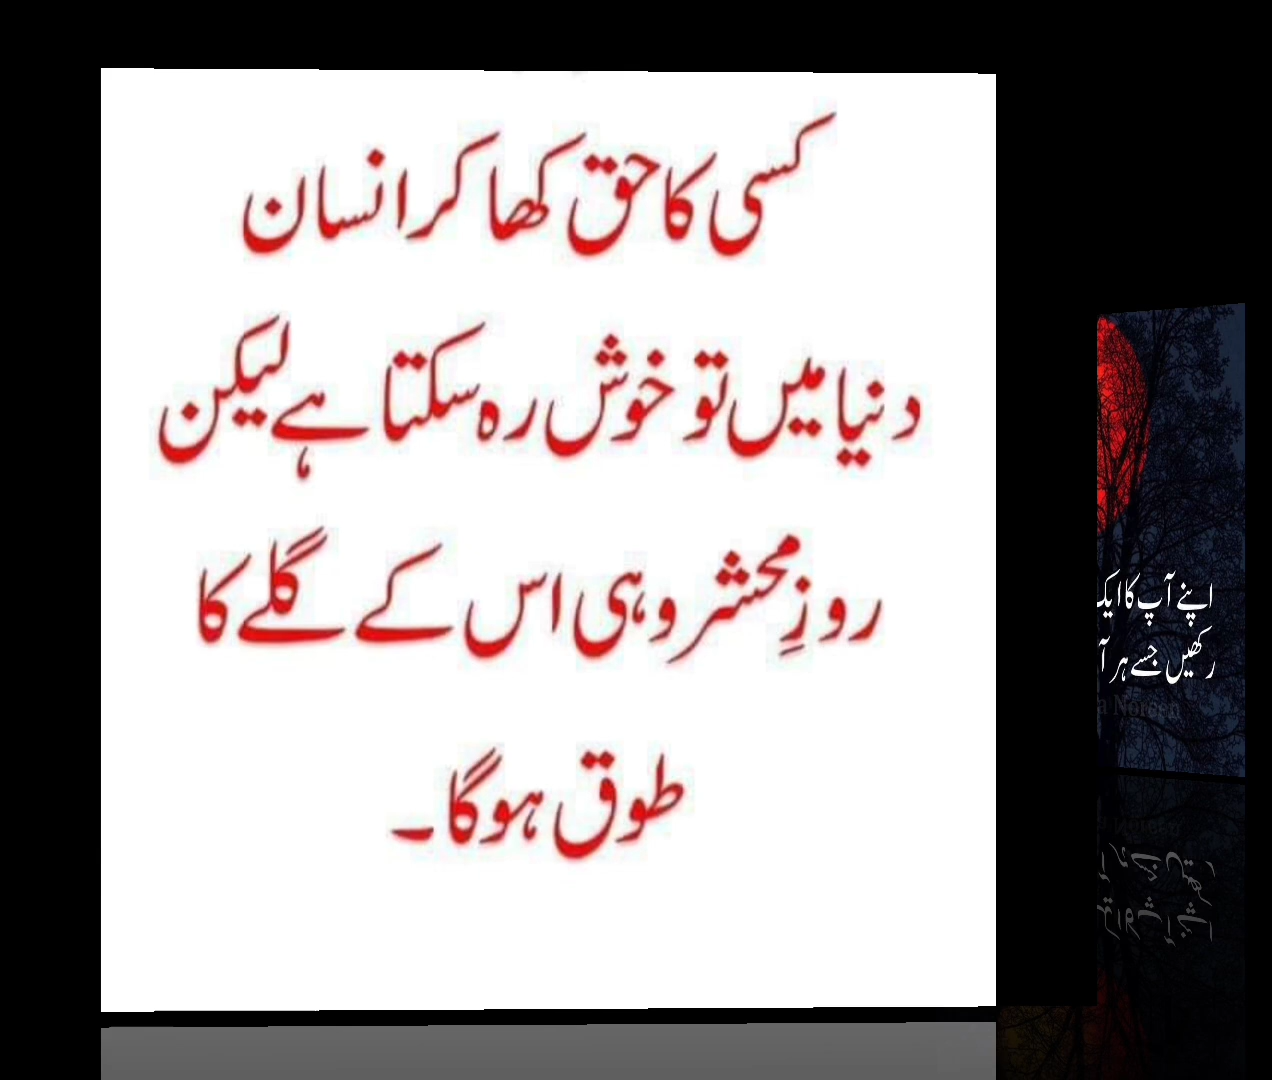 کسی کا حق کھا کر انسان
دنیا میں تو خوش رہ سکتا ہے لیکن
روزِ محشر وہی اس کے گلے کا
طوق ہوگا۔
اپنے آپ کا ایک
رکھیں جسے ہر آ
a Noreen